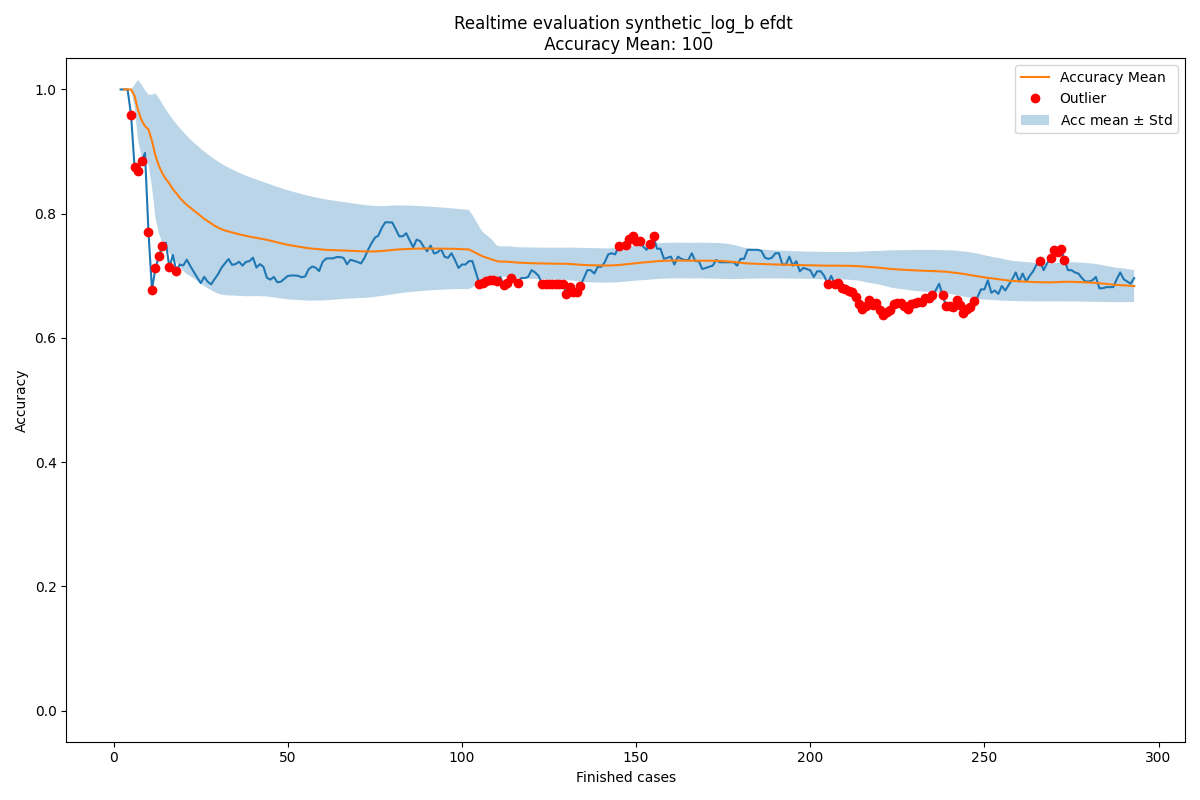 Realtime evaluation synthetic_log_b efdt
Accuracy Mean: 100
Accuracy Mean
Outlier
Acc mean ± Std
1.0
0.8
0.6
0.4
0.2
0.0
Accuracy
0 50 100 150 200 250 300
Finished cases